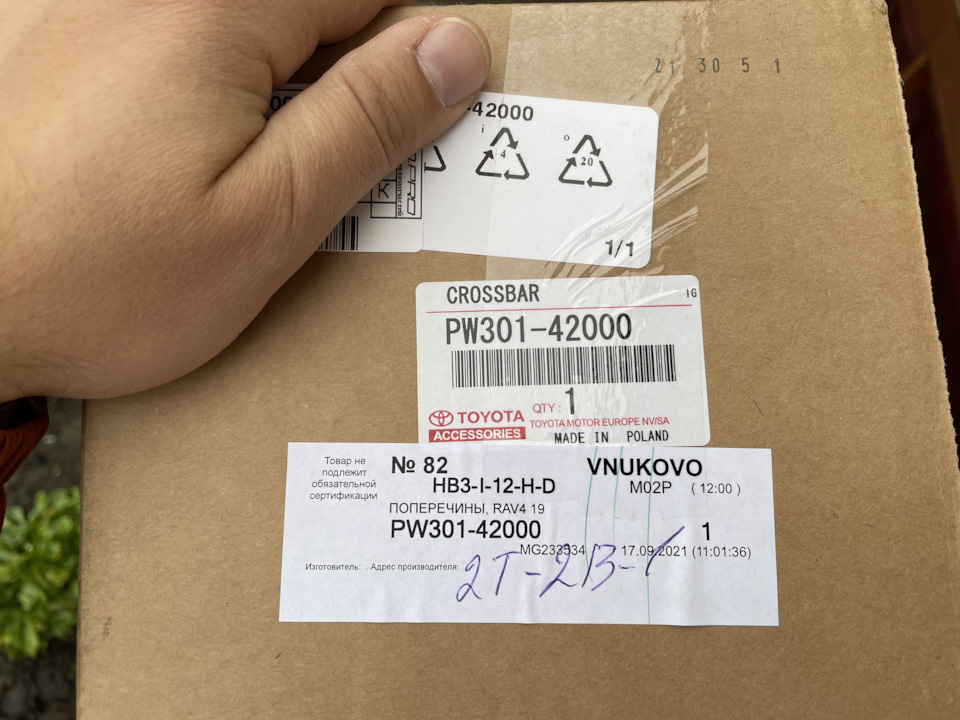 21 30 5 1
-42000
4
20
1/1
CROSSBAR
IG
PW301-42000
QTY: 1
TOYOTA
ACCESSORIES
TOYOTA MOTOR EUROPE NV/SA
MADE IN POLAND
Товар не
подлежит
обязательной
сертификации
№ 82
VNUKOVO
HB3-I-12-H-D
M02P (12:00)
ПОПЕРЕЧИНЫ, RAV4 19
PW301-42000
1
MG233534
17.09.2021 (11:01:36)
Изготовитель: . Адрес производителя:
2T-2B-1